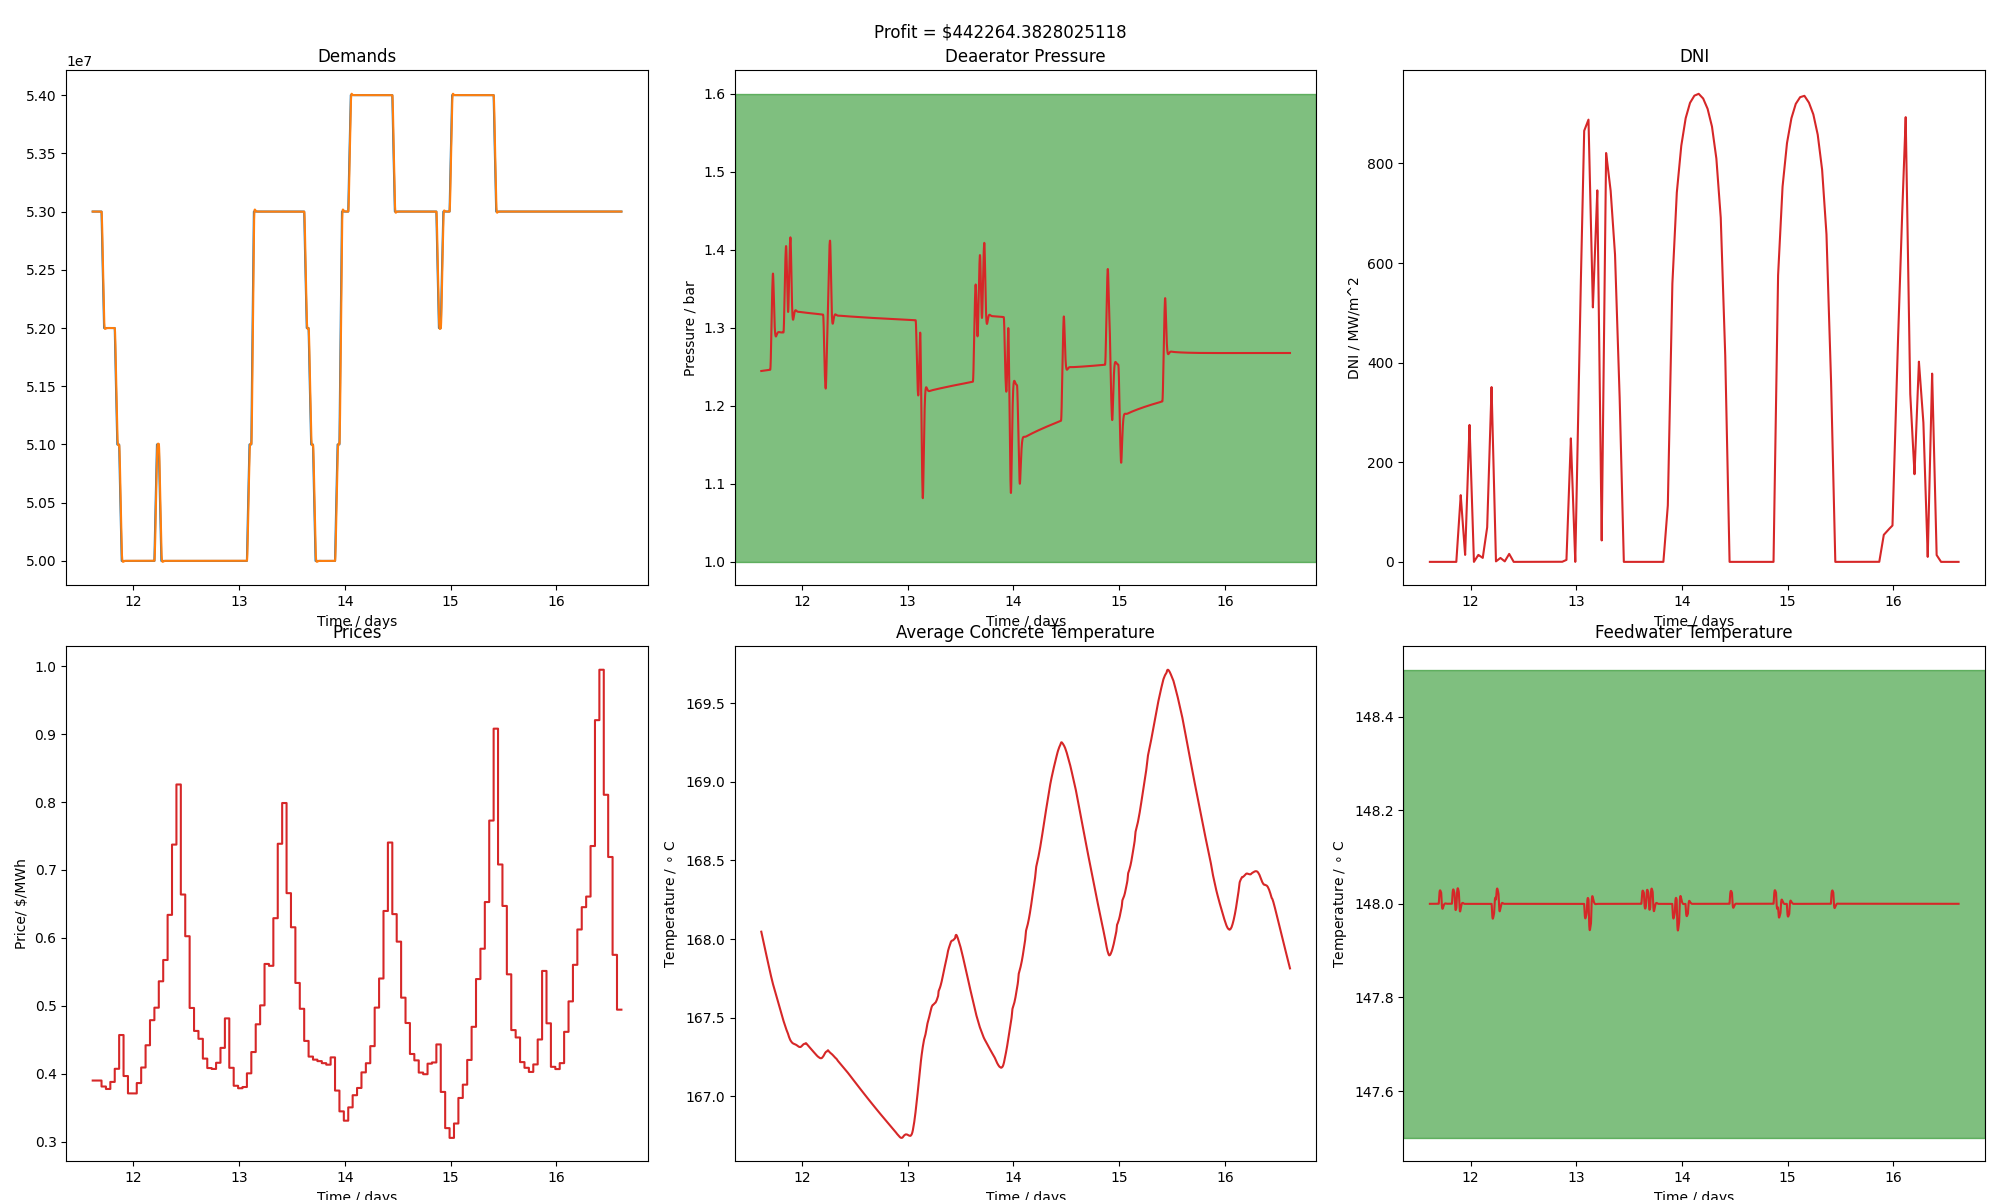 Profit = $442264.3828025118
Demands
1e7
5.40
5.35
5.30
5.25
5.20
5.15
5.10
5.05
5.00
12 13 14 15 16
Time / days
Deaerator Pressure
Pressure / bar
1.6
1.5
1.4
1.3
1.2
1.1
1.0
12 13 14 15 16
Time / days
DNI
DNI / MW/m^2
800
600
400
200
0
12 13 14 15 16
Time / days
Prices
Price/ $/MWh
1.0
0.9
0.8
0.7
0.6
0.5
0.4
0.3
12 13 14 15 16
Time / days
Average Concrete Temperature
Temperature / ∘ C
169.5
169.0
168.5
168.0
167.5
167.0
12 13 14 15 16
Time / days
Feedwater Temperature
Temperature / ∘ C
148.4
148.2
148.0
147.8
147.6
12 13 14 15 16
Time / days